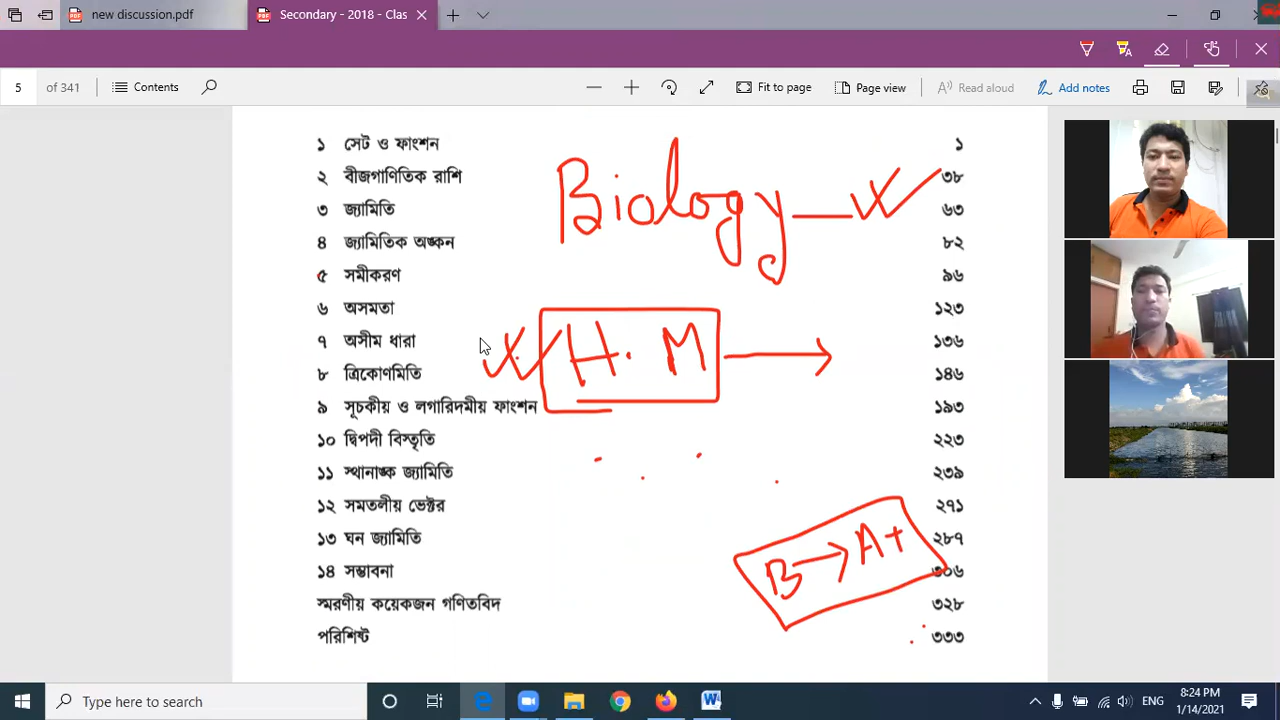 new discussion.pdf
Secondary - 2018 - Clas
5 of 341 Contents Fit to page Page view Read aloud Add notes
১ সেট ও ফাংশন ১
২ বীজগাণিতিক রাশি ৩৮
৩ জ্যামিতি ৬৩
Biology
৪ জ্যামিতিক অঙ্কন ৮২
৫ সমীকরণ ৯৬
৬ অসমতা ১২৩
৭ অসীম ধারা ১৩৬
H. M →
৮ ত্রিকোণমিতি ১৪৬
৯ সূচকীয় ও লগারিদমীয় ফাংশন ১৯৩
১০ দ্বিপদী বিস্তৃতি ২২৩
১১ স্থানাঙ্ক জ্যামিতি ২৩৯
১২ সমতলীয় ভেক্টর ২৭১
১৩ ঘন জ্যামিতি ২৮৭
B → A+
১৪ সম্ভাবনা ৩০৬
স্মরণীয় কয়েকজন গণিতবিদ ৩২৮
পরিশিষ্ট ৩৩৩
Type here to search
ENG
8:24 PM
1/14/2021